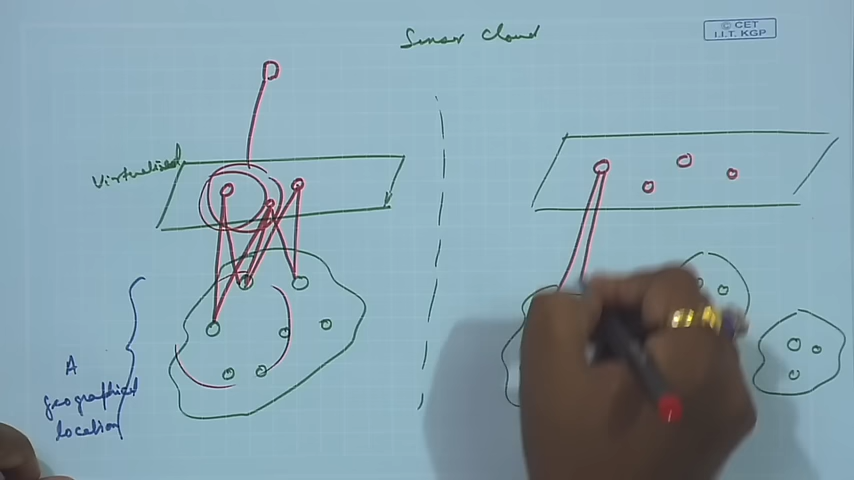 Sensor Cloud
© CET
I.I.T. KGP
Virtualized
A
geographical
location